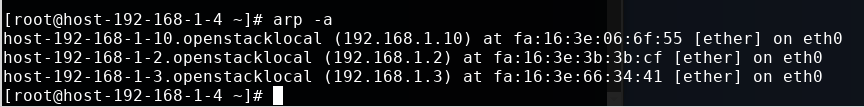 [root@host-192-168-1-4 ~]# arp -a
host-192-168-1-10.openstacklocal (192.168.1.10) at fa:16:3e:06:6f:55 [ether] on eth0
host-192-168-1-2.openstacklocal (192.168.1.2) at fa:16:3e:3b:3b:cf [ether] on eth0
host-192-168-1-3.openstacklocal (192.168.1.3) at fa:16:3e:66:34:41 [ether] on eth0
[root@host-192-168-1-4 ~]#